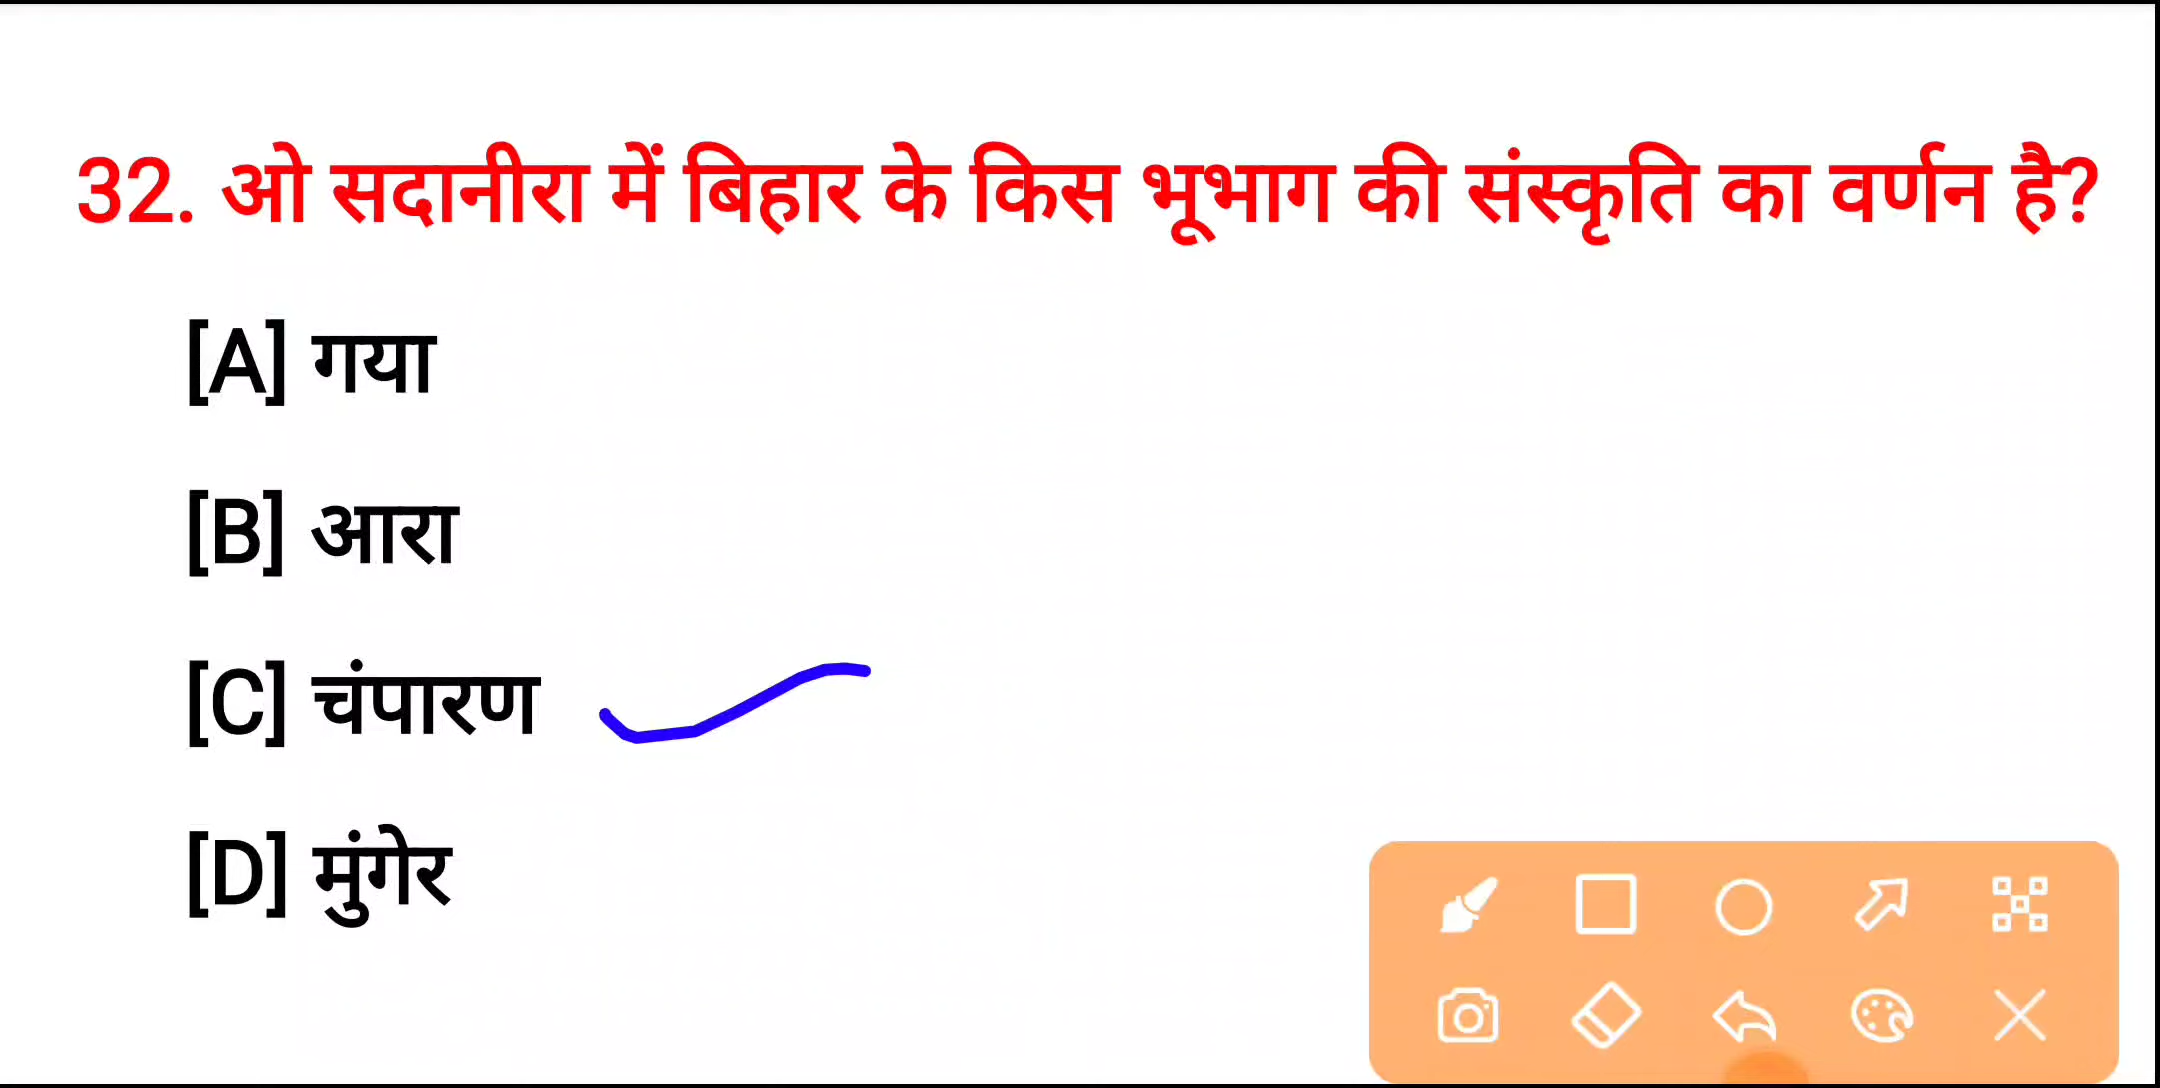 32. ओ सदानीरा में बिहार के किस भूभाग की संस्कृति का वर्णन है?
[A] गया
[B] आरा
[C] चंपारण
[D] मुंगेर